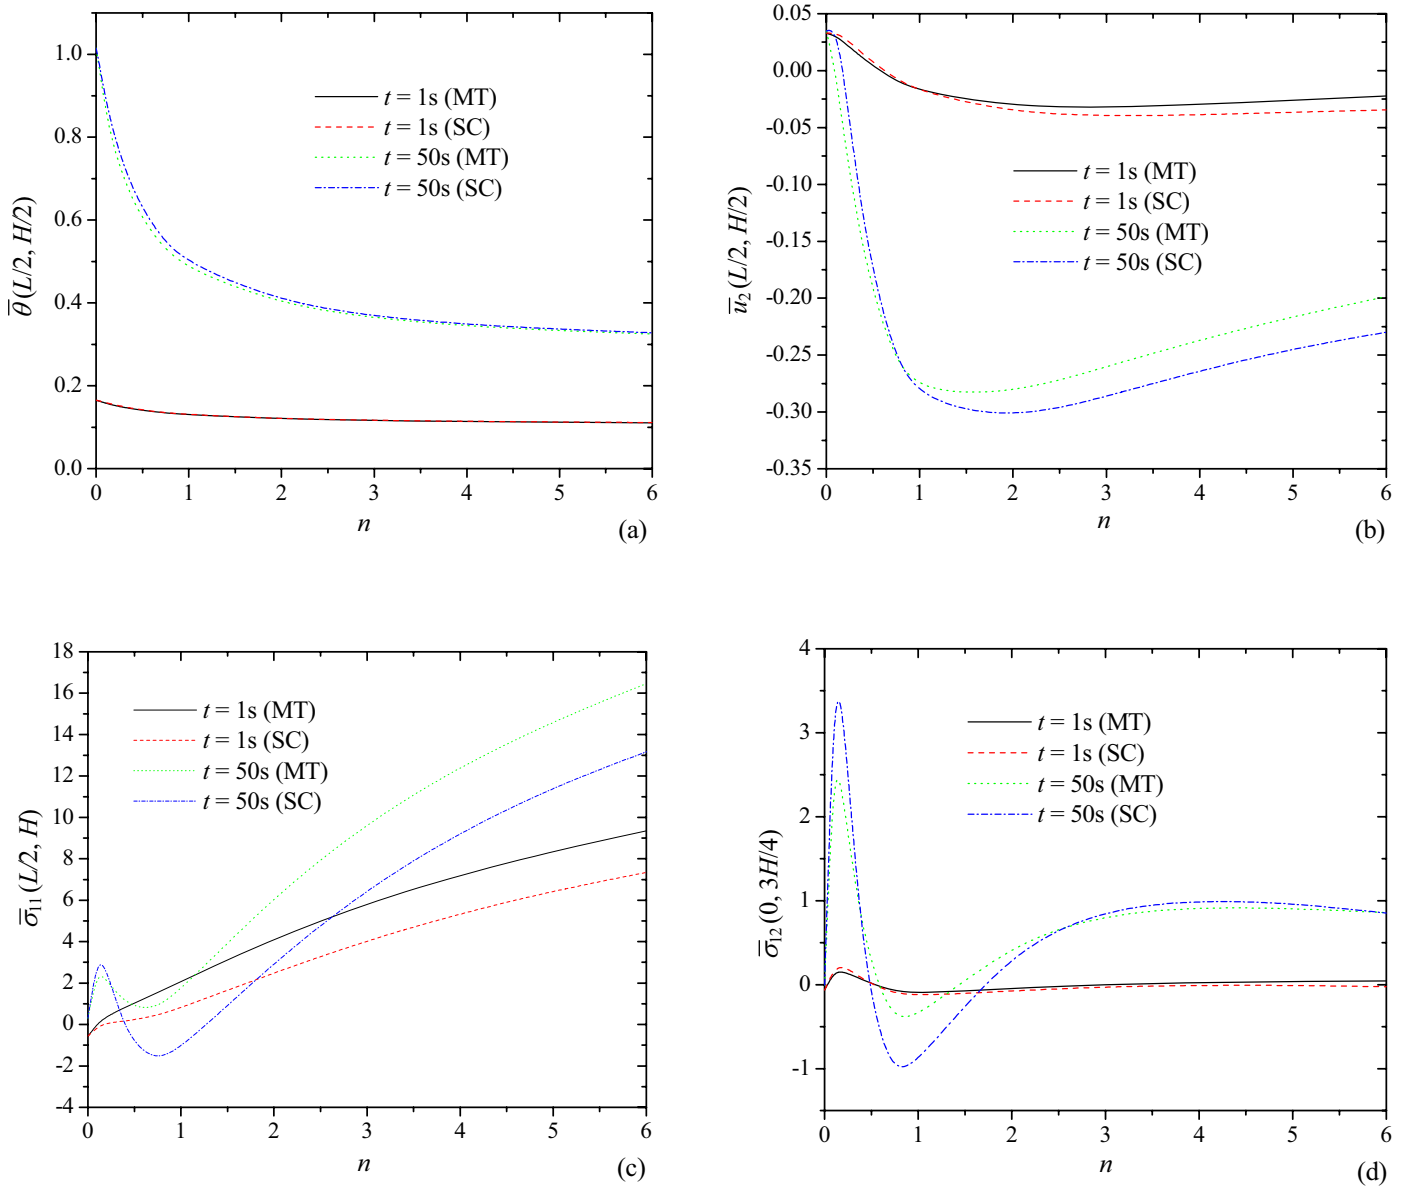 1.0
0.8
0.6
0.4
0.2
0.0
0 1 2 3 4 5 6
n
θ̅ (L/2, H/2)
t = 1s (MT)
t = 1s (SC)
t = 50s (MT)
t = 50s (SC)
(a)
0.05
0.00
-0.05
-0.10
-0.15
-0.20
-0.25
-0.30
-0.35
0 1 2 3 4 5 6
n
u̅₂ (L/2, H/2)
t = 1s (MT)
t = 1s (SC)
t = 50s (MT)
t = 50s (SC)
(b)
18
16
14
12
10
8
6
4
2
0
-2
-4
0 1 2 3 4 5 6
n
σ̅₁₁ (L/2, H)
t = 1s (MT)
t = 1s (SC)
t = 50s (MT)
t = 50s (SC)
(c)
4
3
2
1
0
-1
0 1 2 3 4 5 6
n
σ̅₁₂ (0, 3H/4)
t = 1s (MT)
t = 1s (SC)
t = 50s (MT)
t = 50s (SC)
(d)